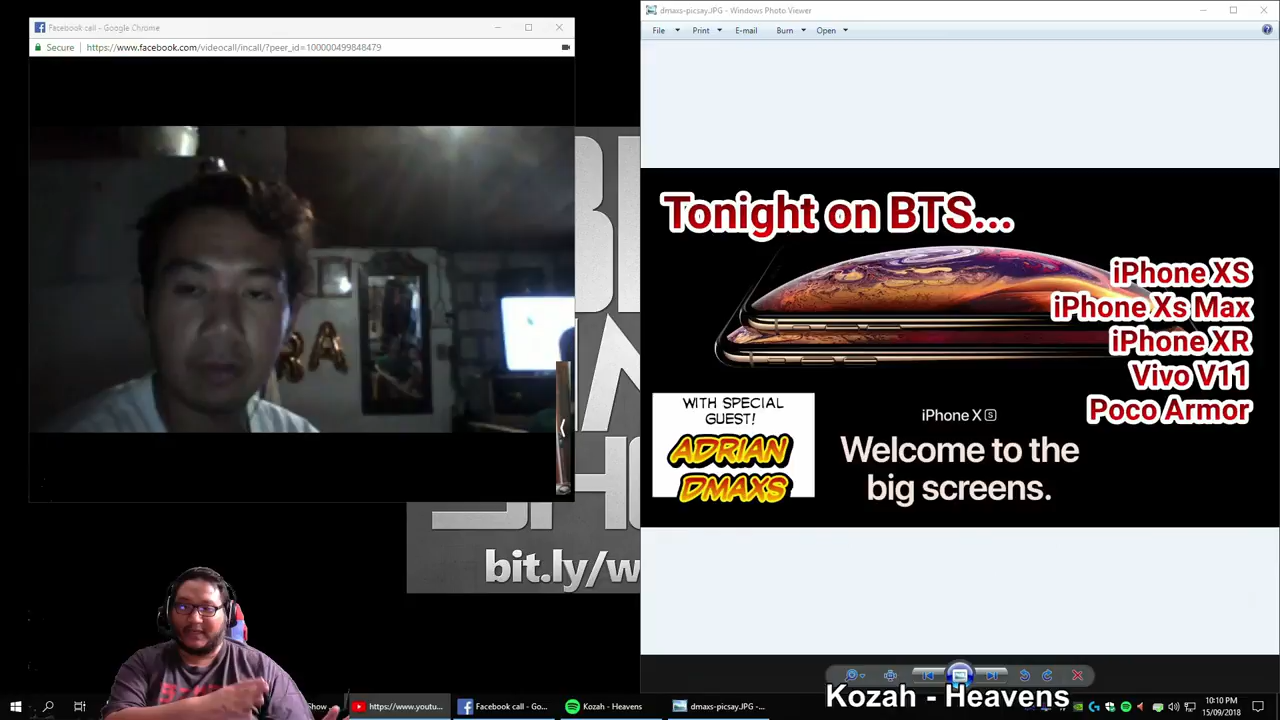 Facebook call - Google Chrome
Secure
https://www.facebook.com/videocall/incall/?peer_id=100000499848479
BA
bit.ly/w
dmaxs-picsay.JPG - Windows Photo Viewer
File Print E-mail Burn Open
Tonight on BTS...
iPhone XS
iPhone Xs Max
iPhone XR
Vivo V11
Poco Armor
WITH SPECIAL
GUEST!
ADRIAN
DMAXS
iPhone XS
Welcome to the
big screens.
Kozah - Heavens
Show
https://www.youtu...
Facebook call - Go...
Kozah - Heavens
dmaxs-picsay.JPG -...
10:10 PM
15/09/2018